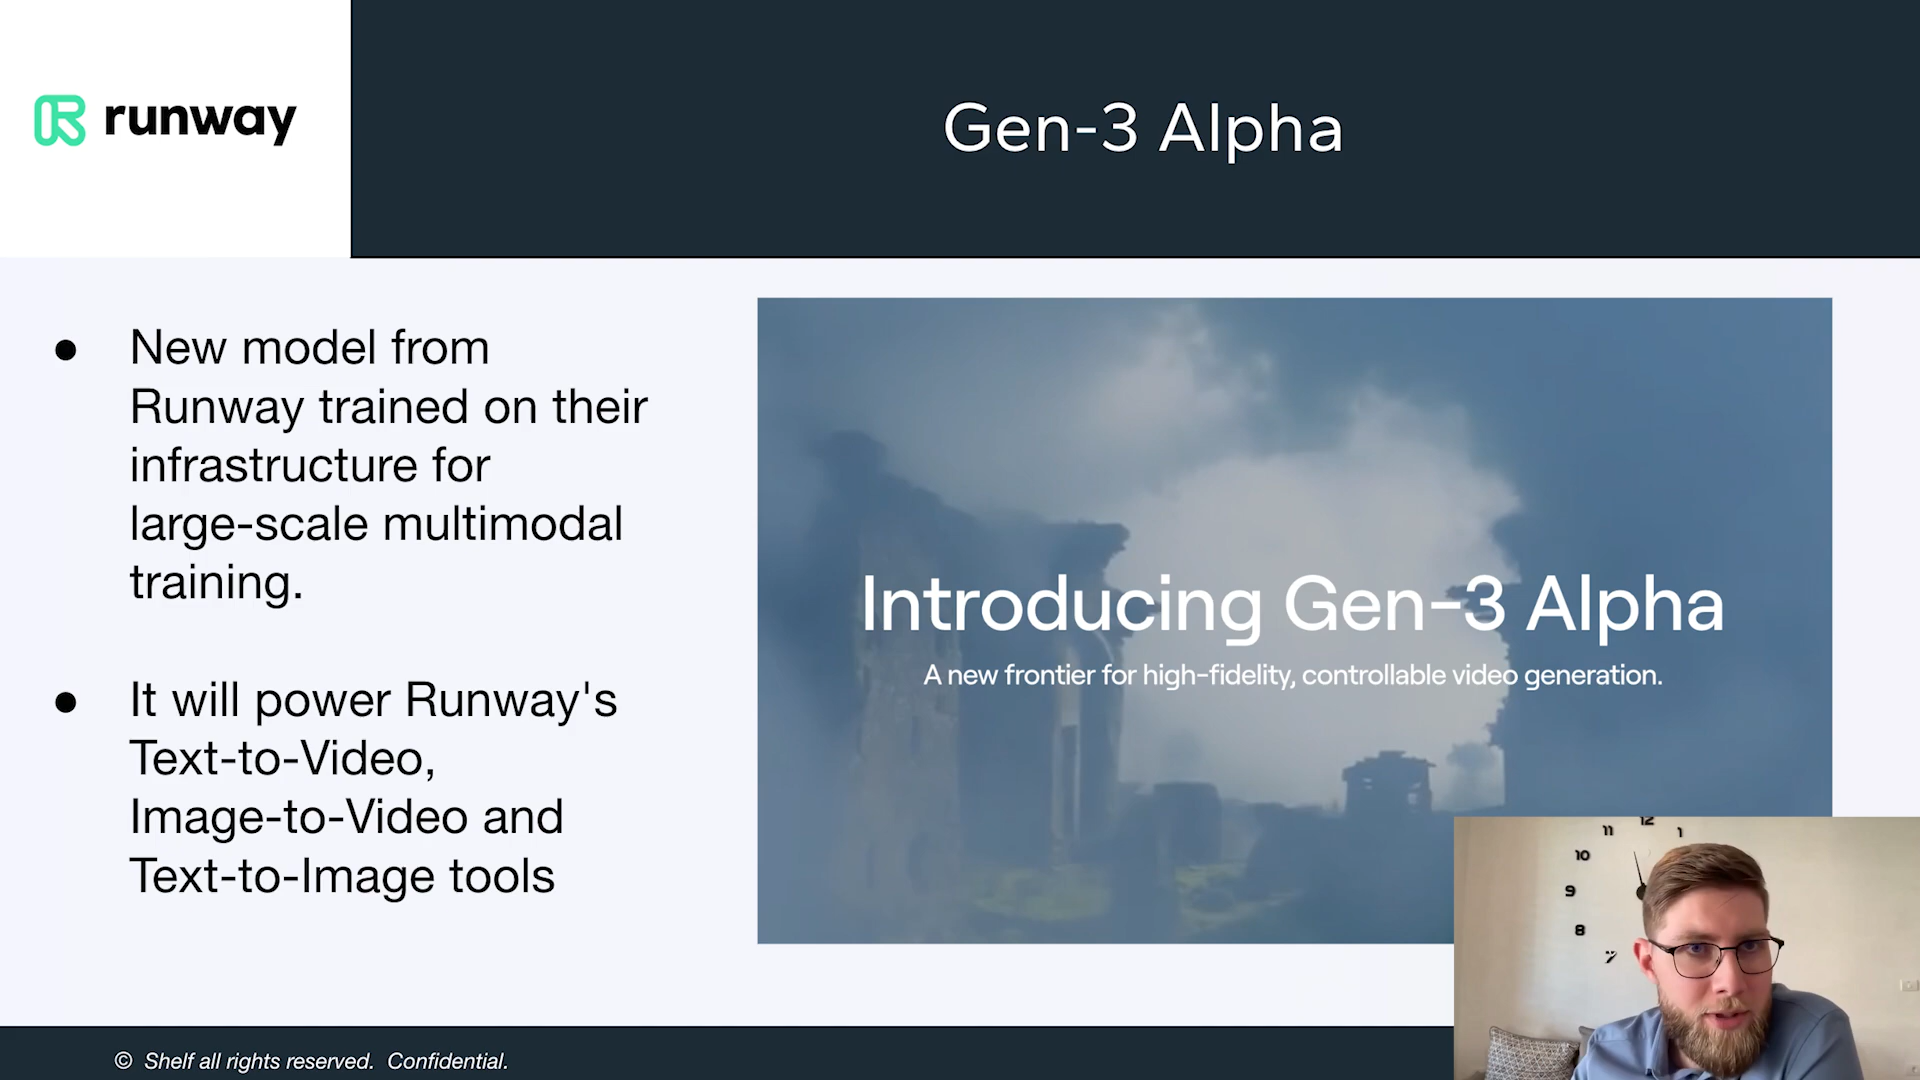 runway
Gen-3 Alpha
● New model from
Runway trained on their
infrastructure for
large-scale multimodal
training.
● It will power Runway's
Text-to-Video,
Image-to-Video and
Text-to-Image tools
Introducing Gen-3 Alpha
A new frontier for high-fidelity, controllable video generation.
11 12 1
10
9
8
7
© Shelf all rights reserved. Confidential.